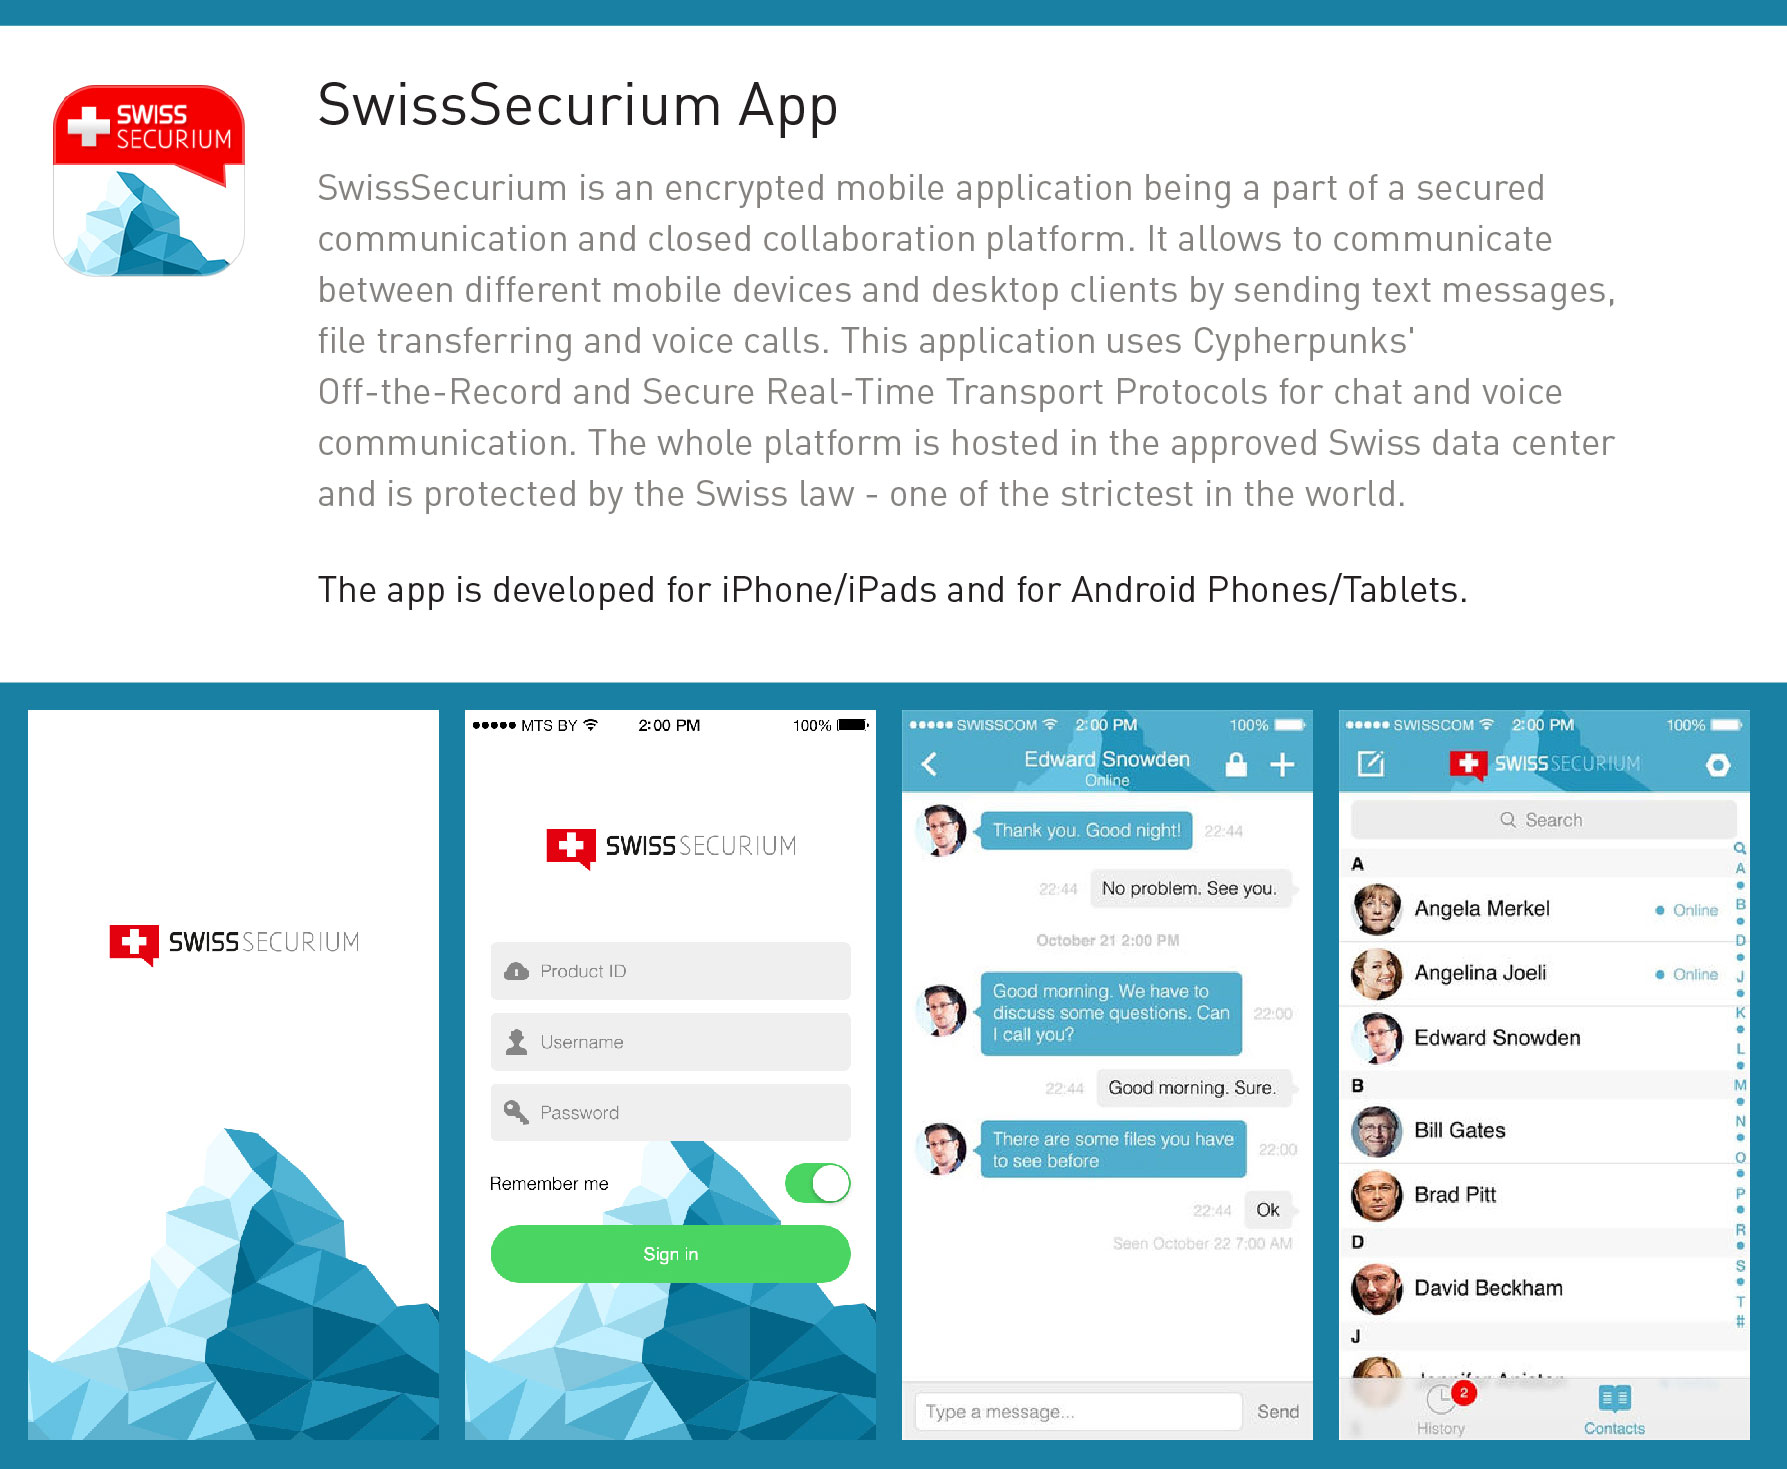 SWISS
SECURIUM
SwissSecurium App
SwissSecurium is an encrypted mobile application being a part of a secured
communication and closed collaboration platform. It allows to communicate
between different mobile devices and desktop clients by sending text messages,
file transferring and voice calls. This application uses Cypherpunks'
Off-the-Record and Secure Real-Time Transport Protocols for chat and voice
communication. The whole platform is hosted in the approved Swiss data center
and is protected by the Swiss law - one of the strictest in the world.
The app is developed for iPhone/iPads and for Android Phones/Tablets.
SWISSSECURIUM
MTS BY 2:00 PM 100%
SWISSSECURIUM
Product ID
Username
Password
Remember me
Sign in
SWISSCOM 2:00 PM 100%
Edward Snowden
Online
Thank you. Good night! 22:44
22:44 No problem. See you.
October 21 2:00 PM
Good morning. We have to
discuss some questions. Can 22:00
I call you?
22:44 Good morning. Sure.
There are some files you have 22:00
to see before
22:44 Ok
Seen October 22 7:00 AM
Type a message... Send
SWISSCOM 2:00 PM 100%
SWISSSECURIUM
Search
A
Angela Merkel Online
Angelina Joeli Online
Edward Snowden
B
Bill Gates
Brad Pitt
D
David Beckham
J
A
B
D
J
K
L
M
N
O
P
R
S
T
#
2
History
Contacts